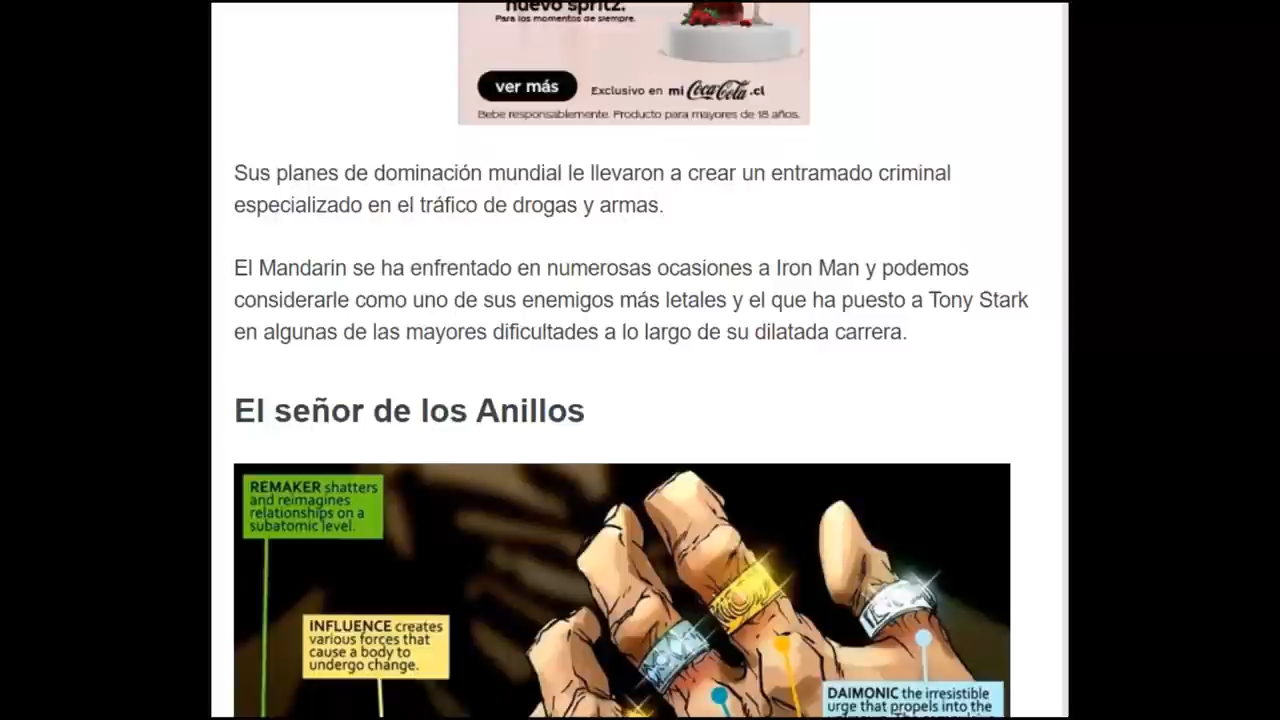 nuevo spritz.
Para los momentos de siempre.
ver más
Exclusivo en mi Coca-Cola .cl
Bebe responsablemente. Producto para mayores de 18 años.
Sus planes de dominación mundial le llevaron a crear un entramado criminal
especializado en el tráfico de drogas y armas.
El Mandarin se ha enfrentado en numerosas ocasiones a Iron Man y podemos
considerarle como uno de sus enemigos más letales y el que ha puesto a Tony Stark
en algunas de las mayores dificultades a lo largo de su dilatada carrera.
El señor de los Anillos
REMAKER shatters
and reimagines
relationships on a
subatomic level.
INFLUENCE creates
various forces that
cause a body to
undergo change.
DAIMONIC the irresistible
urge that propels into the